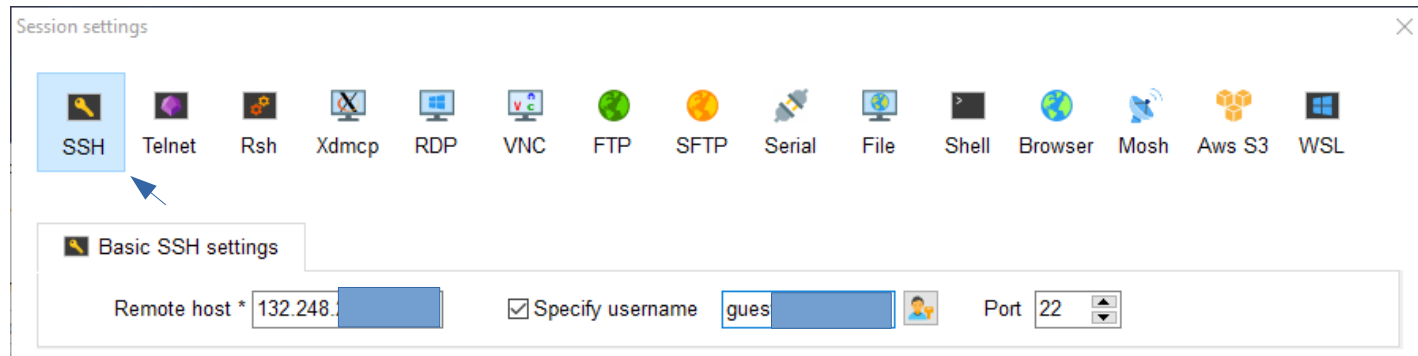 Session settings
SSH Telnet Rsh Xdmcp RDP VNC FTP SFTP Serial File Shell Browser Mosh Aws S3 WSL
Basic SSH settings
Remote host * 132.248. Specify username gues Port 22